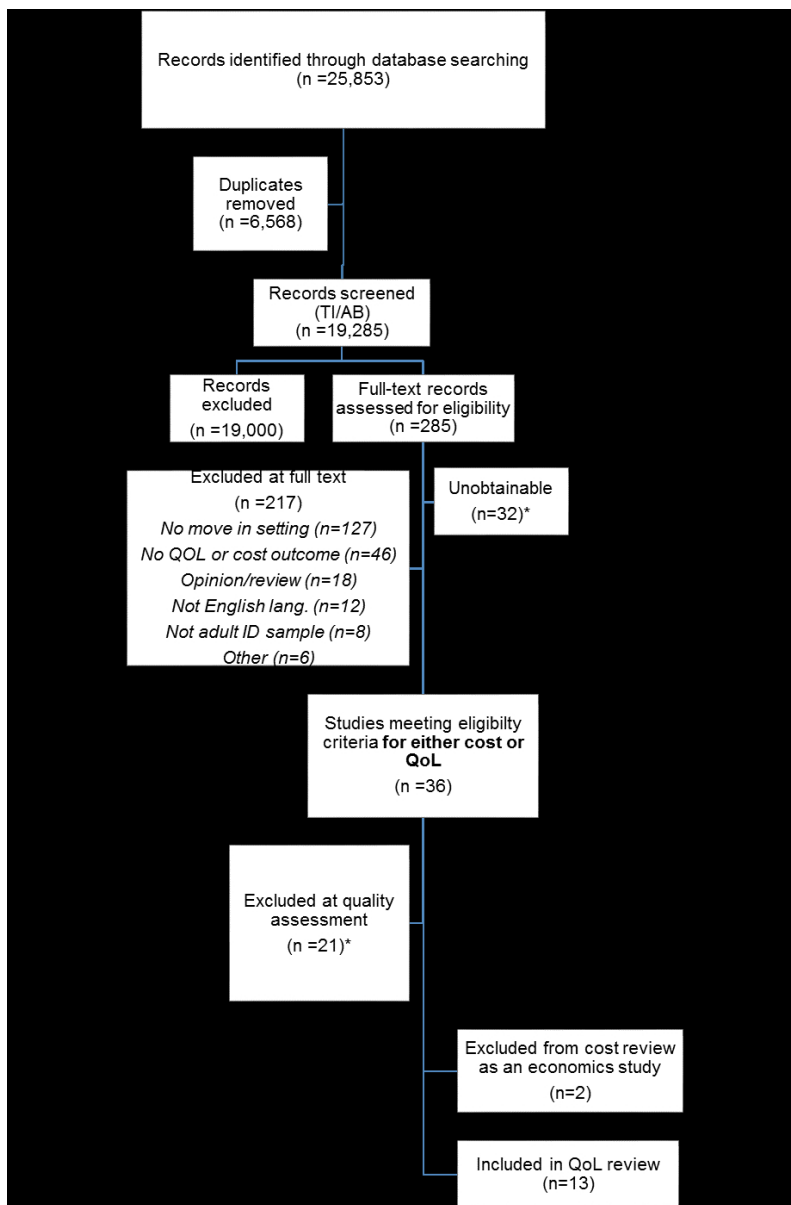 Records identified through database searching
(n =25,853)
Duplicates
removed
(n =6,568)
Records screened
(TI/AB)
(n =19,285)
Records
excluded
(n =19,000)
Full-text records
assessed for eligibility
(n =285)
Excluded at full text
(n =217)
No move in setting (n=127)
No QOL or cost outcome (n=46)
Opinion/review (n=18)
Not English lang. (n=12)
Not adult ID sample (n=8)
Other (n=6)
Unobtainable
(n=32)*
Studies meeting eligibilty
criteria for either cost or
QoL
(n =36)
Excluded at quality
assessment
(n =21)*
Excluded from cost review
as an economics study
(n=2)
Included in QoL review
(n=13)